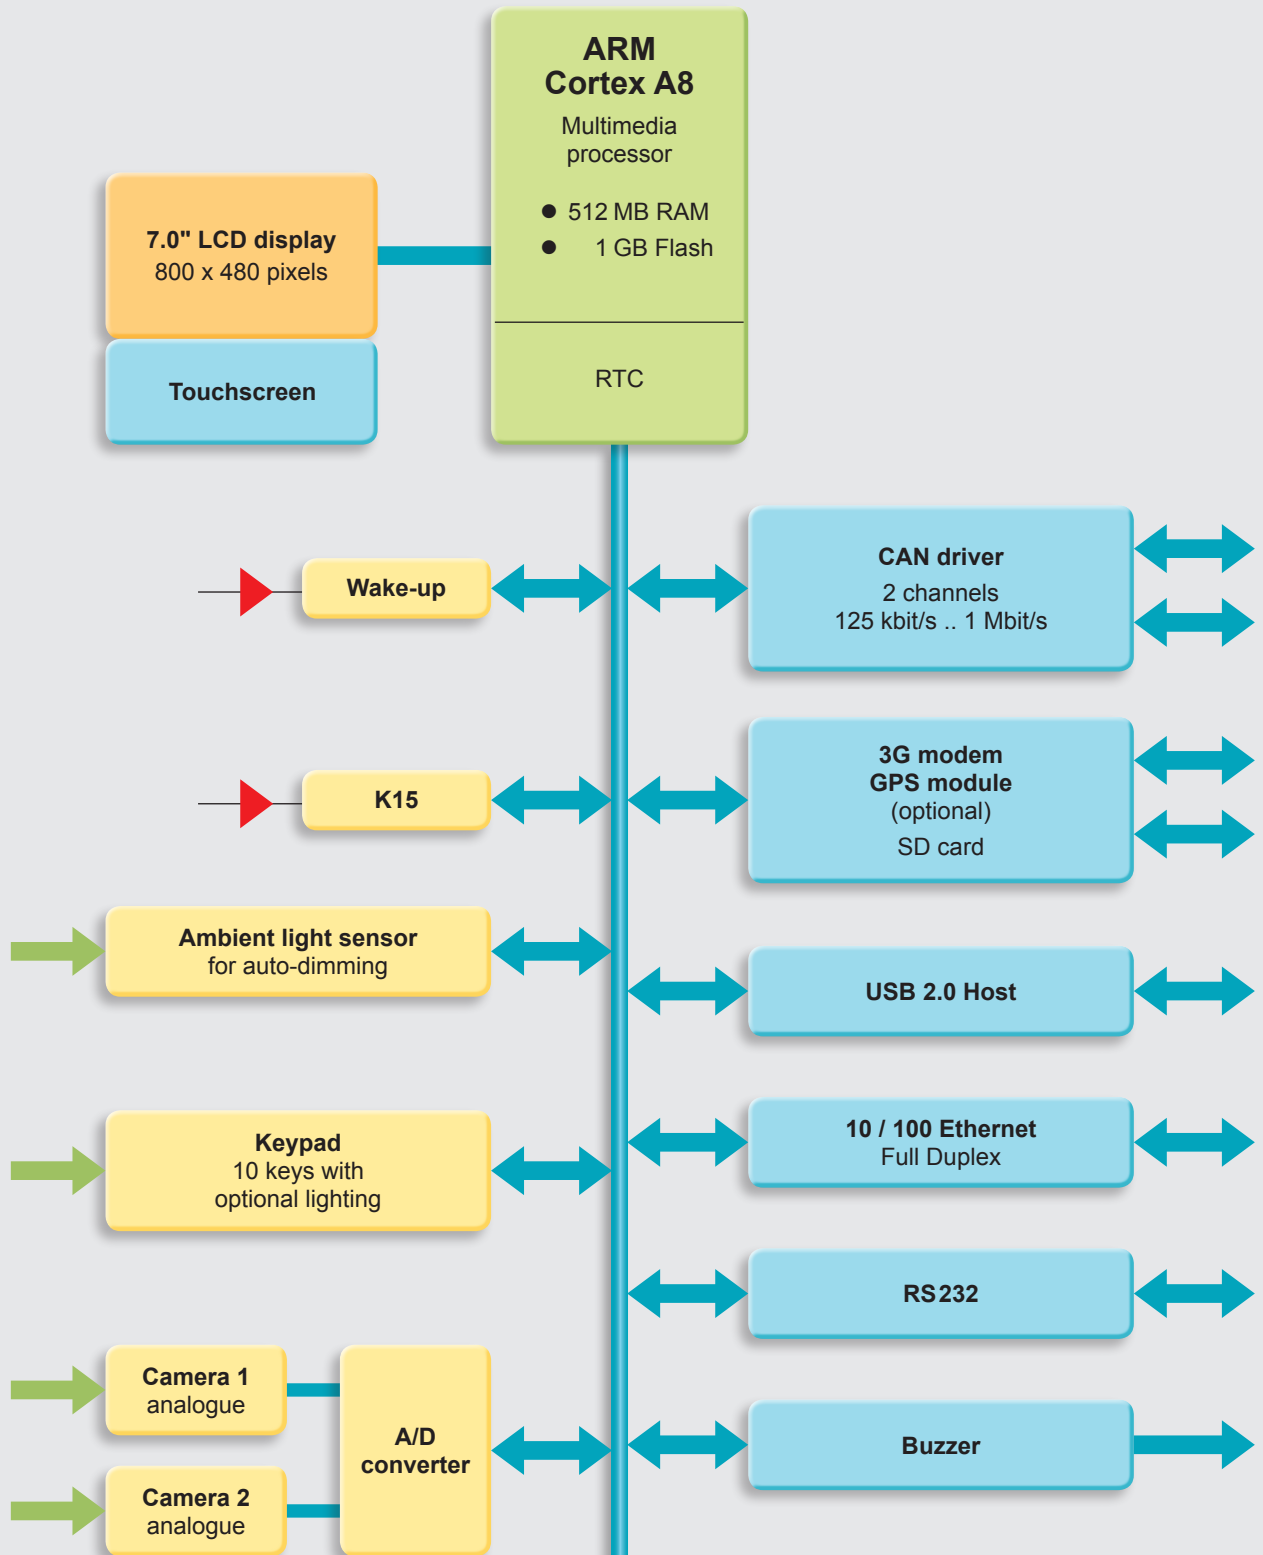 ARM
Cortex A8
Multimedia
processor
● 512 MB RAM
● 1 GB Flash
RTC
7.0" LCD display
800 x 480 pixels
Touchscreen
Wake-up
CAN driver
2 channels
125 kbit/s .. 1 Mbit/s
K15
3G modem
GPS module
(optional)
SD card
Ambient light sensor
for auto-dimming
USB 2.0 Host
Keypad
10 keys with
optional lighting
10 / 100 Ethernet
Full Duplex
RS232
Camera 1
analogue
A/D
converter
Buzzer
Camera 2
analogue